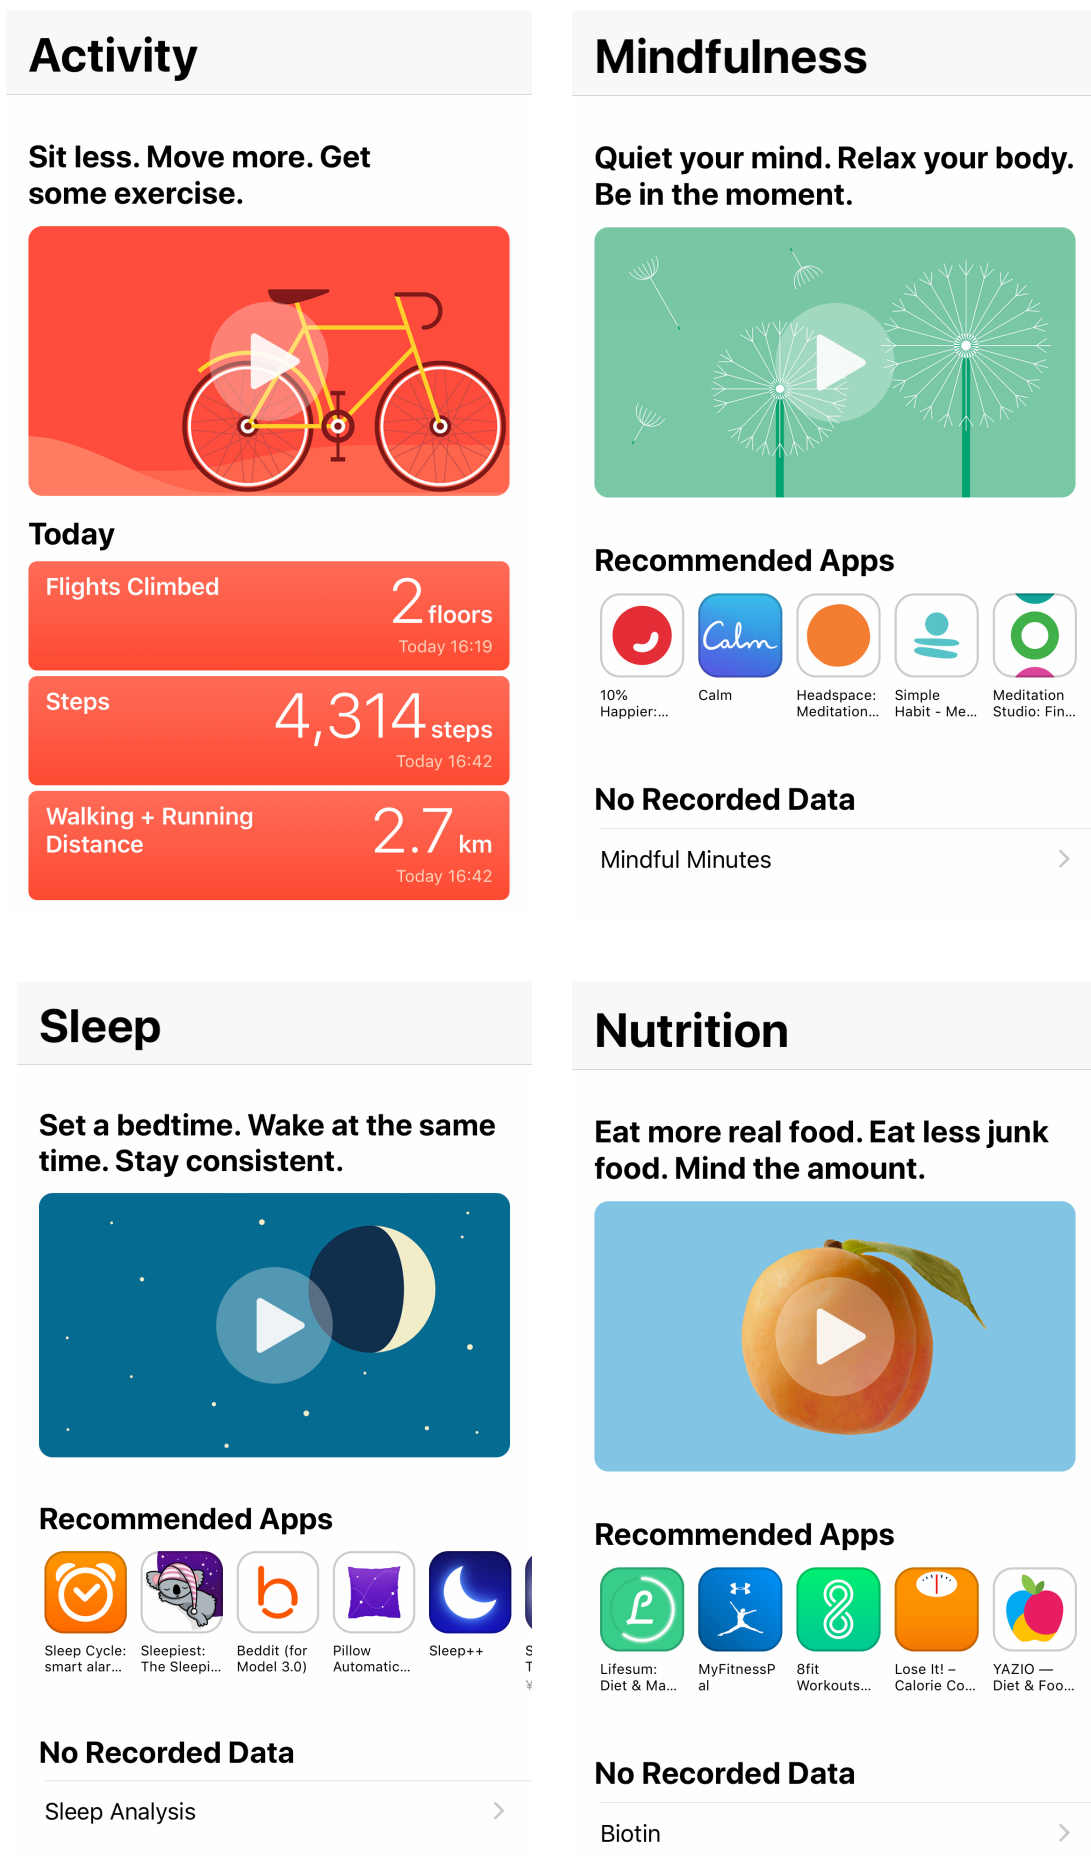 Activity
Sit less. Move more. Get
some exercise.
Today
Flights Climbed
2 floors
Today 16:19
Steps
4,314 steps
Today 16:42
Walking + Running
Distance
2.7 km
Today 16:42
Mindfulness
Quiet your mind. Relax your body.
Be in the moment.
Recommended Apps
Calm
10%
Happier:...
Calm
Headspace:
Meditation...
Simple
Habit - Me...
Meditation
Studio: Fin...
No Recorded Data
Mindful Minutes
Sleep
Set a bedtime. Wake at the same
time. Stay consistent.
Recommended Apps
b
Sleep Cycle:
smart alar...
Sleepiest:
The Sleepi...
Beddit (for
Model 3.0)
Pillow
Automatic...
Sleep++
S
T
¥
No Recorded Data
Sleep Analysis
Nutrition
Eat more real food. Eat less junk
food. Mind the amount.
Recommended Apps
L
8
Lifesum:
Diet & Ma...
MyFitnessP
al
8fit
Workouts...
Lose It! –
Calorie Co...
YAZIO —
Diet & Foo...
No Recorded Data
Biotin